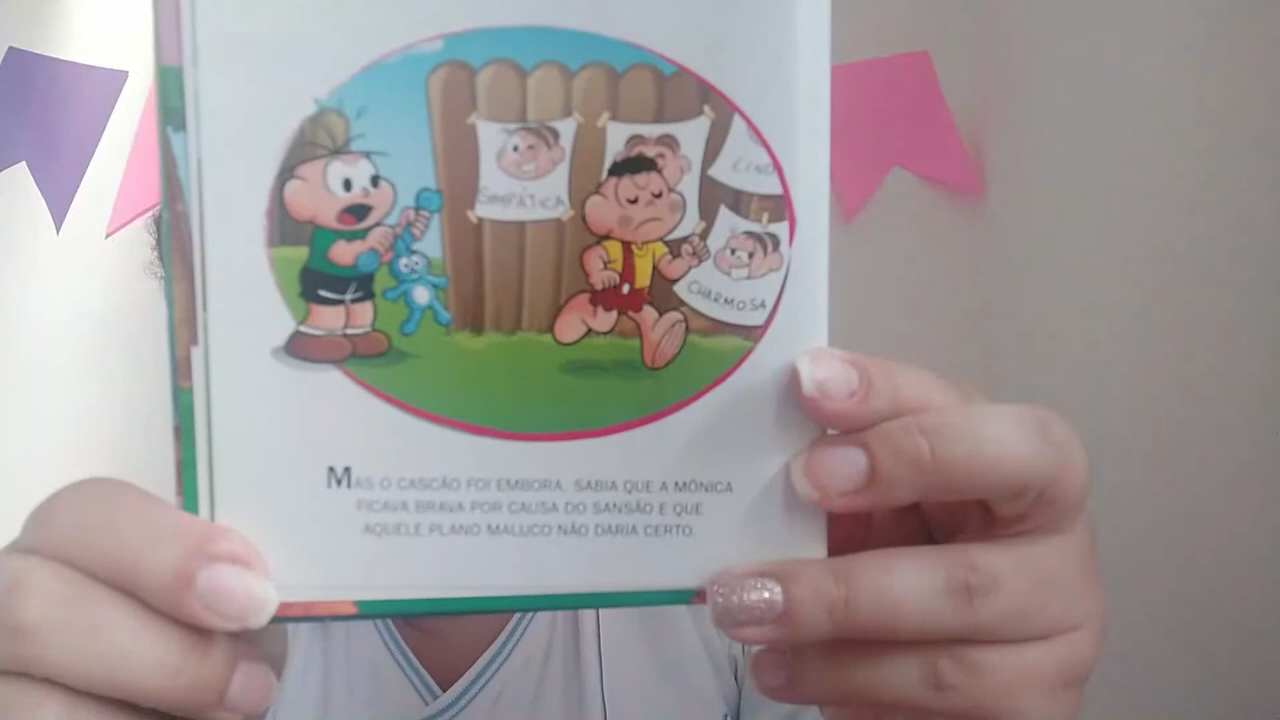 SIMPÁTICA
LIND
CHARMOSA
MAS O CASCÃO FOI EMBORA. SABIA QUE A MÔNICA
FICAVA BRAVA POR CAUSA DO SANSÃO E QUE
AQUELE PLANO MALUCO NÃO DARIA CERTO.